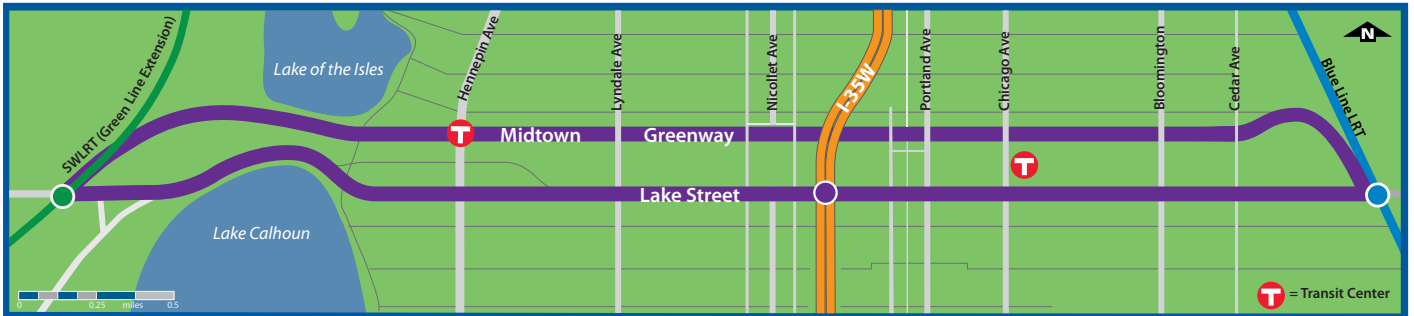 SWLRT (Green Line Extension)
Lake of the Isles
Hennepin Ave
Lyndale Ave
Nicollet Ave
I-35W
Portland Ave
Chicago Ave
Bloomington
Cedar Ave
Blue Line LRT
N
T
Midtown Greenway
T
Lake Street
Lake Calhoun
0 0.25 miles 0.5
T = Transit Center